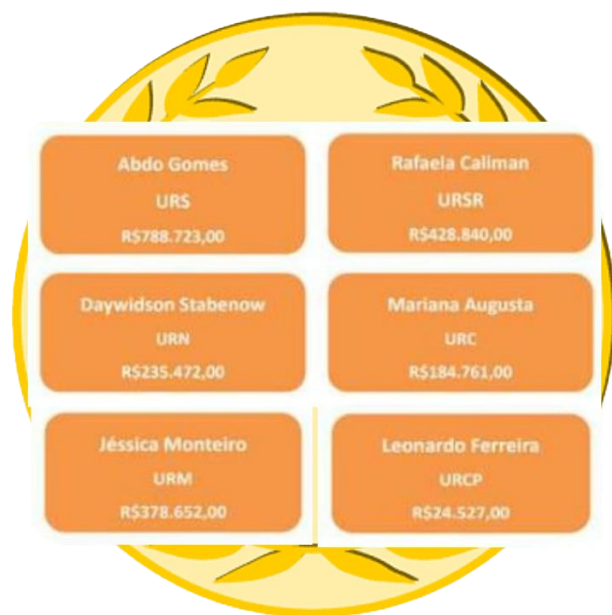 Abdo Gomes
URS
R$788.723,00
Rafaela Caliman
URSR
R$428.840,00
Daywidson Stabenow
URN
R$235.472,00
Mariana Augusta
URC
R$184.761,00
Jéssica Monteiro
URM
R$378.652,00
Leonardo Ferreira
URCP
R$24.527,00